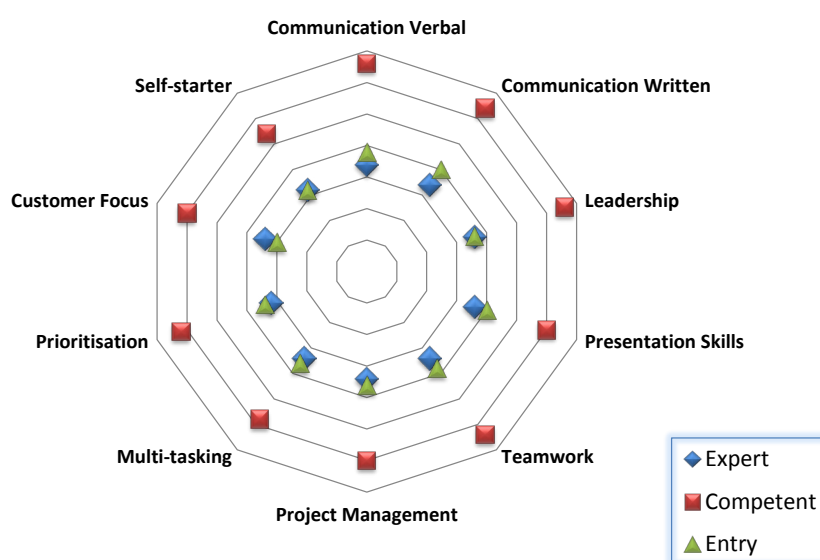 Communication Verbal
Self-starter
Communication Written
Customer Focus
Leadership
Prioritisation
Presentation Skills
Multi-tasking
Teamwork
Project Management
Expert
Competent
Entry